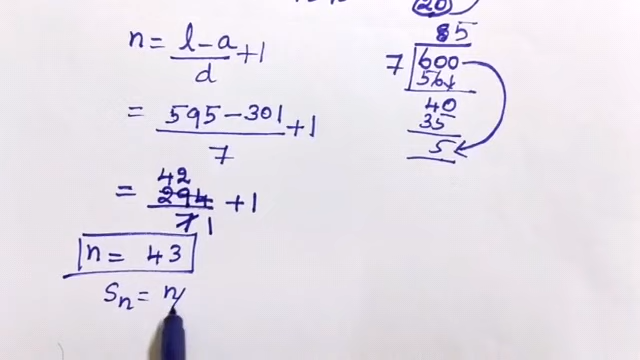 n = l-a/d +1
= 595-301/7 +1
= 42 294/7 1 +1
n = 43
Sn = n/
20
85
7 600
56↓
40
35
5